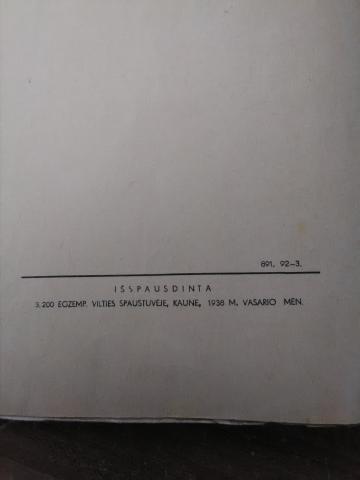 891. 92-3.
IŠSPAUSDINTA
3.200 EGZEMP. VILTIES SPAUSTUVĖJE, KAUNE, 1938 M. VASARIO MĖN.